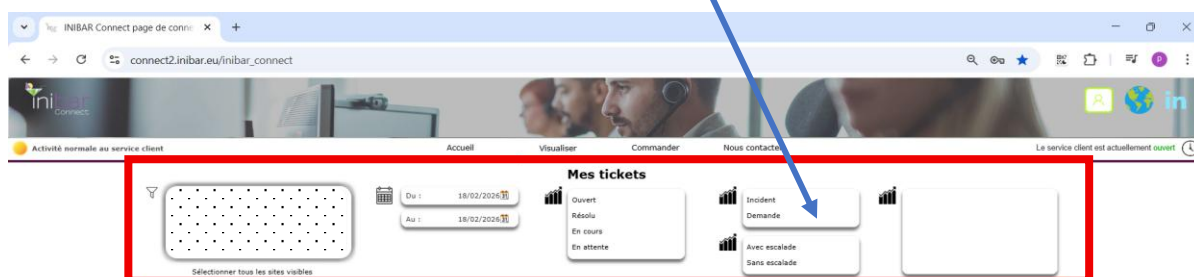 INIBAR Connect page de conne
connect2.inibar.eu/inibar_connect
P
inibar
Connect
in
Activité normale au service client
Accueil
Visualiser
Commander
Nous contacter
Le service client est actuellement ouvert
Mes tickets
Sélectionner tous les sites visibles
Du : 18/02/2026
Au : 18/02/2026
Ouvert
Résolu
En cours
En attente
Incident
Demande
Avec escalade
Sans escalade